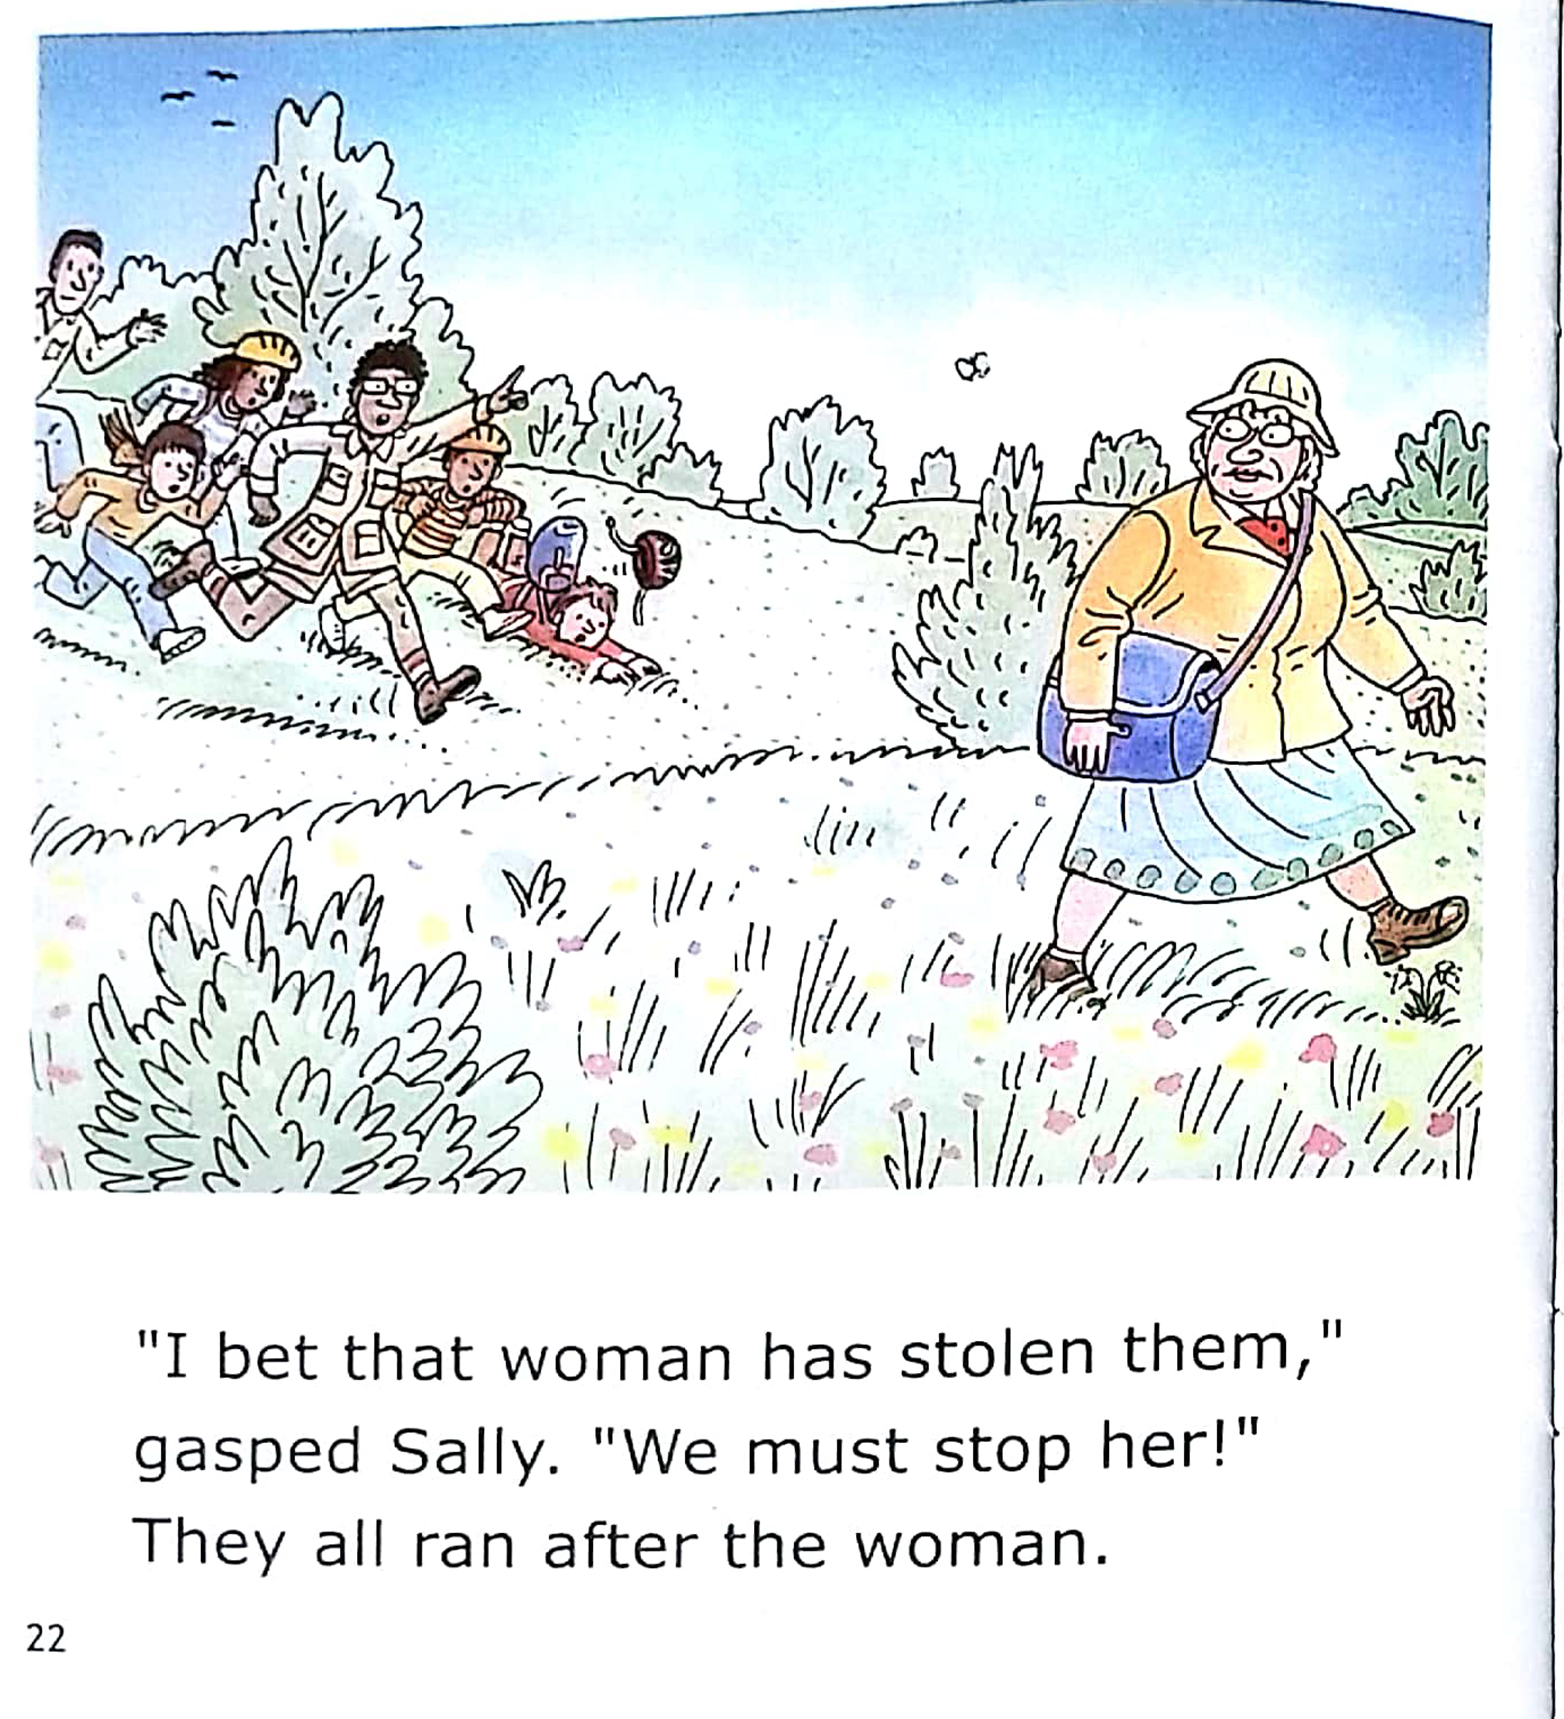 "I bet that woman has stolen them,"
gasped Sally. "We must stop her!"
They all ran after the woman.
22